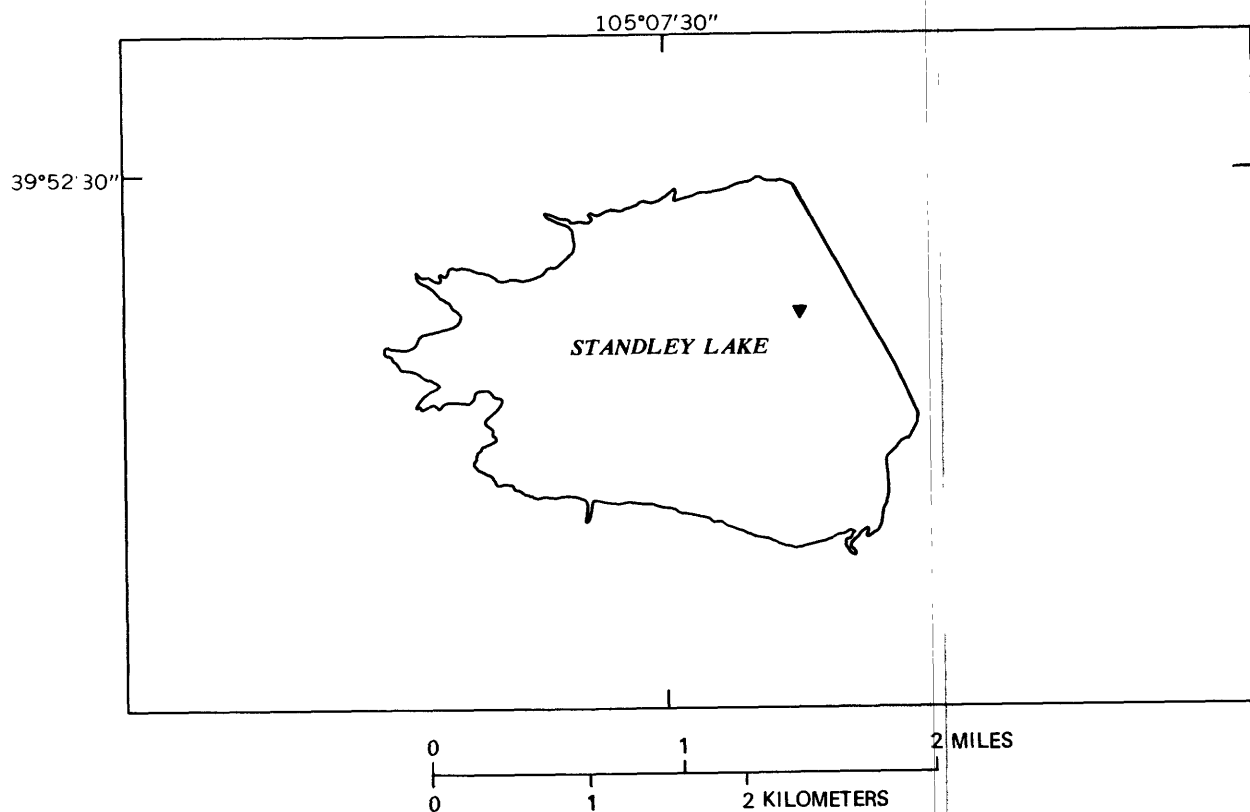 105°07'30"
39°52'30"
STANDLEY LAKE
0 1 2 MILES
0 1 2 KILOMETERS